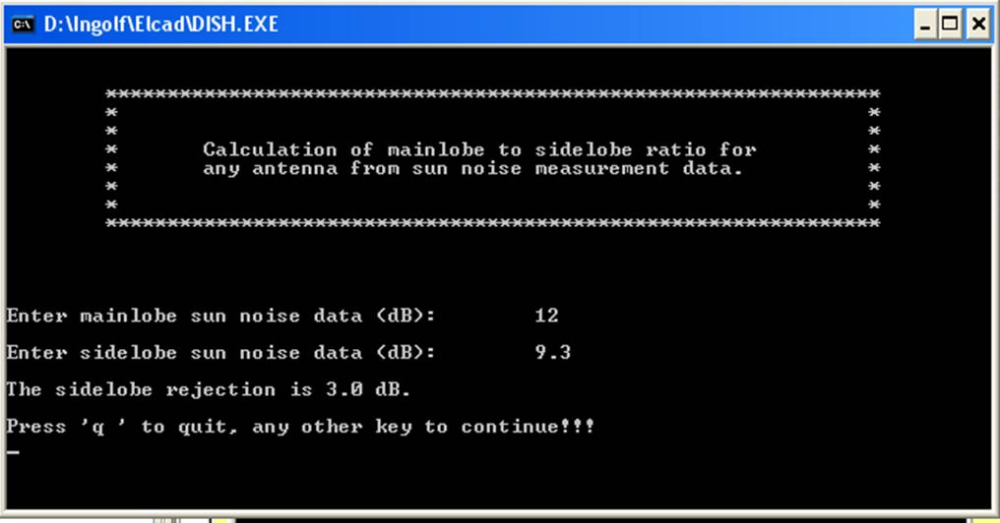 D:\Ingolf\Elcad\DISH.EXE
***************************************************************
* *
* *
* Calculation of mainlobe to sidelobe ratio for *
* any antenna from sun noise measurement data. *
* *
* *
***************************************************************
Enter mainlobe sun noise data (dB): 12
Enter sidelobe sun noise data (dB): 9.3
The sidelobe rejection is 3.0 dB.
Press 'q ' to quit, any other key to continue!!!
_